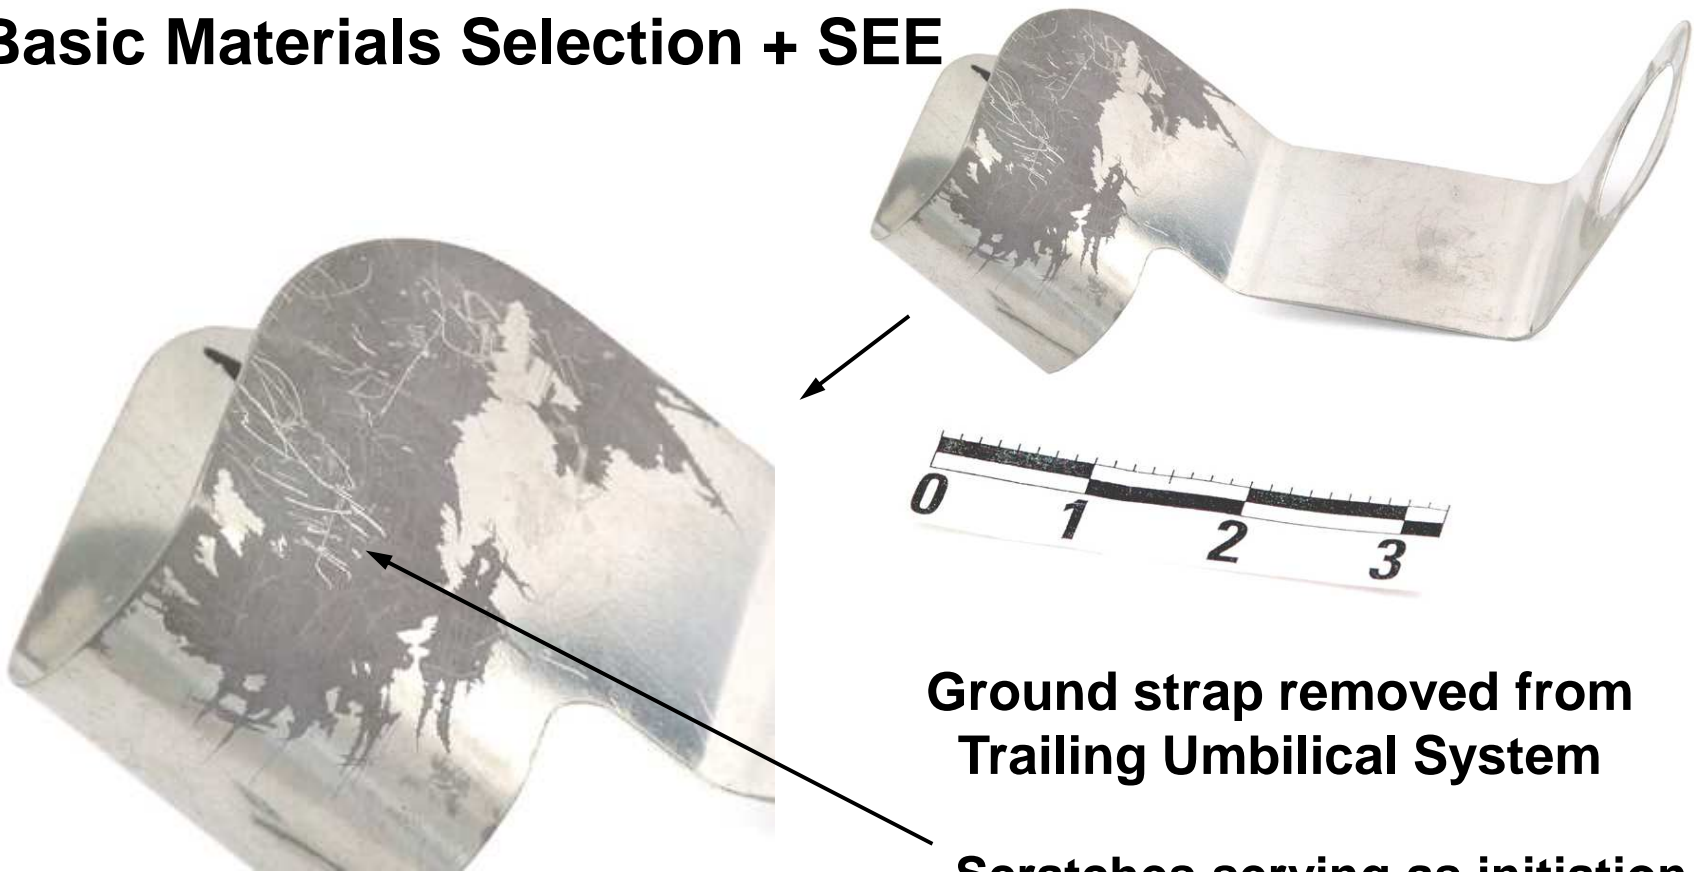 Basic Materials Selection + SEE
0 1 2 3
Ground strap removed from
Trailing Umbilical System
Scratches serving as initiation